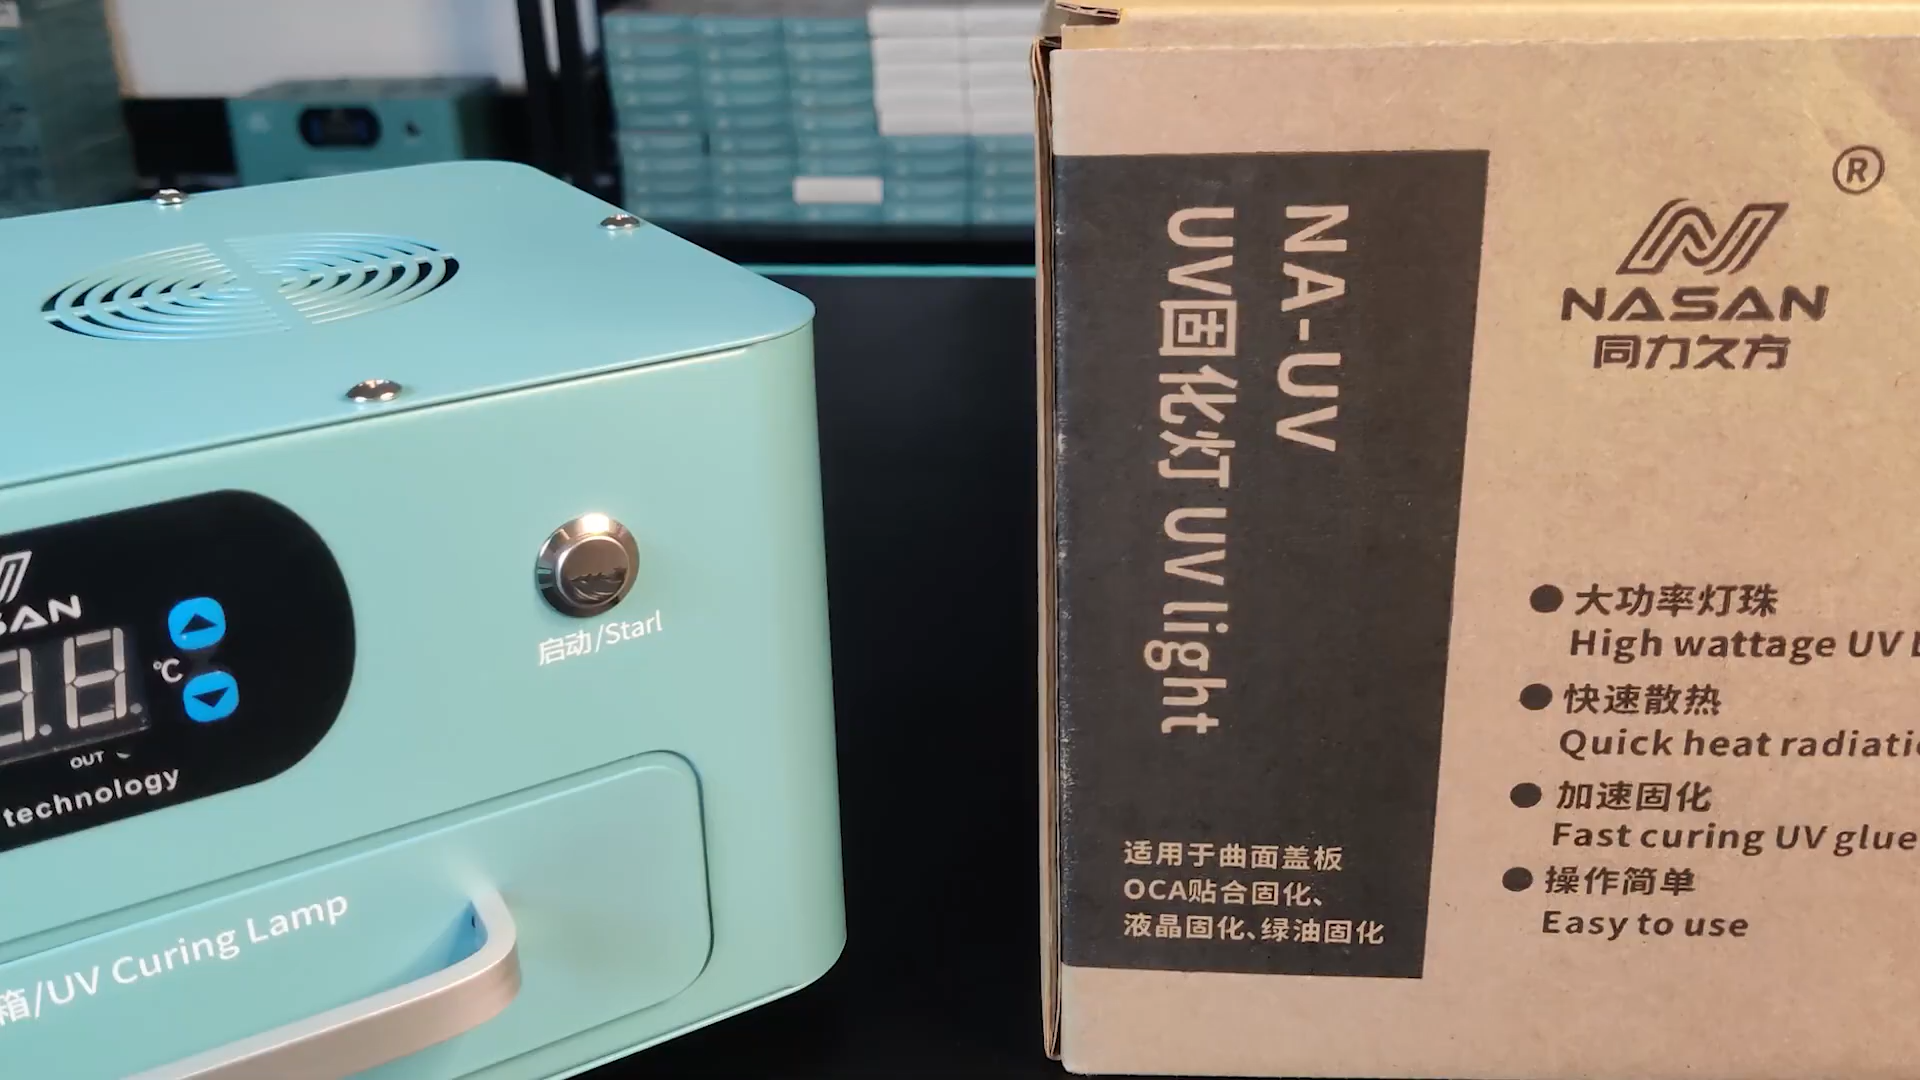 SAN
8.8.
℃
OUT
technology
启动/Starl
箱/UV Curing Lamp
NA-UV
UV固化灯 UV light
适用于曲面盖板
OCA贴合固化、
液晶固化、绿油固化
®
NASAN
同力久方
● 大功率灯珠
High wattage UV
● 快速散热
Quick heat radiati
● 加速固化
Fast curing UV glue
● 操作简单
Easy to use